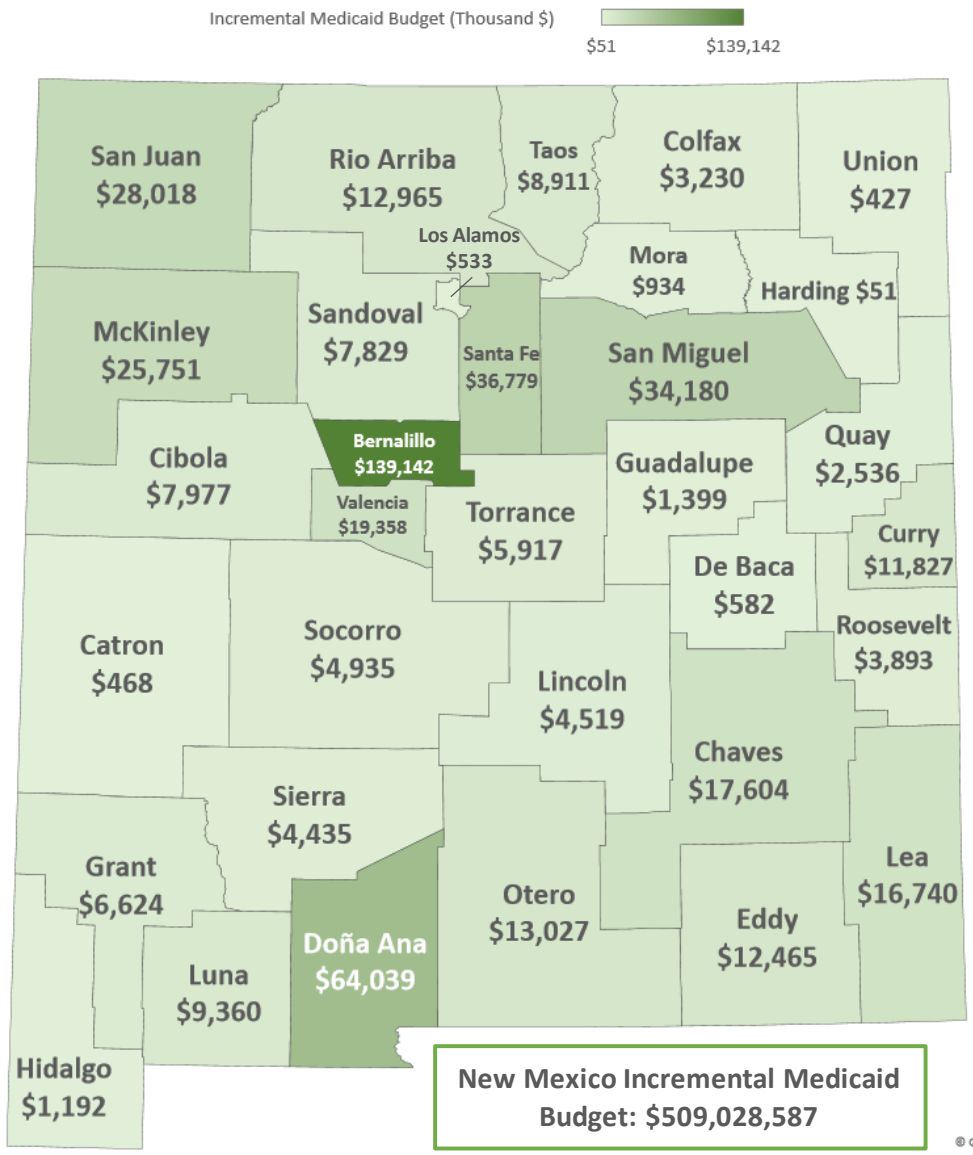 Incremental Medicaid Budget (Thousand $)
$51
$139,142
San Juan
$28,018
Rio Arriba
$12,965
Taos
$8,911
Colfax
$3,230
Union
$427
Los Alamos
$533
Mora
$934
Harding $51
McKinley
$25,751
Sandoval
$7,829
Santa Fe
$36,779
San Miguel
$34,180
Cibola
$7,977
Bernalillo
$139,142
Valencia
$19,358
Torrance
$5,917
Guadalupe
$1,399
Quay
$2,536
Curry
$11,827
De Baca
$582
Roosevelt
$3,893
Catron
$468
Socorro
$4,935
Lincoln
$4,519
Chaves
$17,604
Sierra
$4,435
Grant
$6,624
Otero
$13,027
Lea
$16,740
Eddy
$12,465
Doña Ana
$64,039
Luna
$9,360
Hidalgo
$1,192
New Mexico Incremental Medicaid
Budget: $509,028,587
©